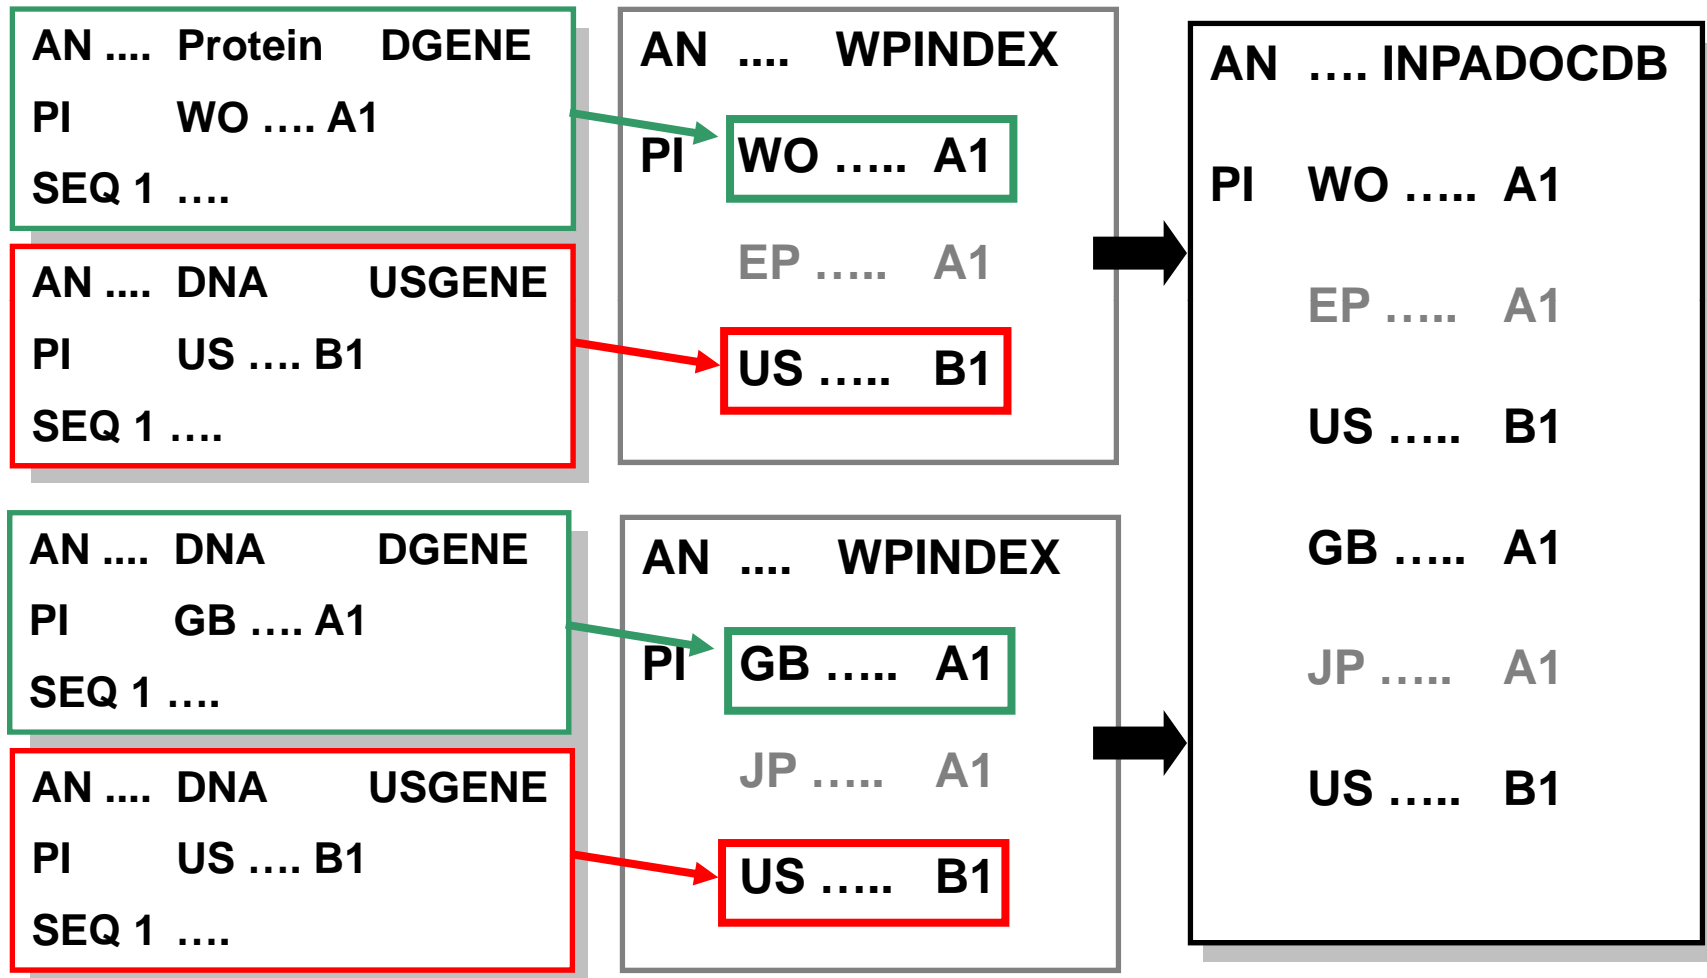 AN .... Protein DGENE
PI WO .... A1
SEQ 1 ....
AN .... DNA USGENE
PI US .... B1
SEQ 1 ....
AN .... DNA DGENE
PI GB .... A1
SEQ 1 ....
AN .... DNA USGENE
PI US .... B1
SEQ 1 ....
AN .... WPINDEX
PI WO ..... A1
EP ..... A1
US ..... B1
AN .... WPINDEX
PI GB ..... A1
JP ..... A1
US ..... B1
AN .... INPADOCDB
PI WO ..... A1
EP ..... A1
US ..... B1
GB ..... A1
JP ..... A1
US ..... B1